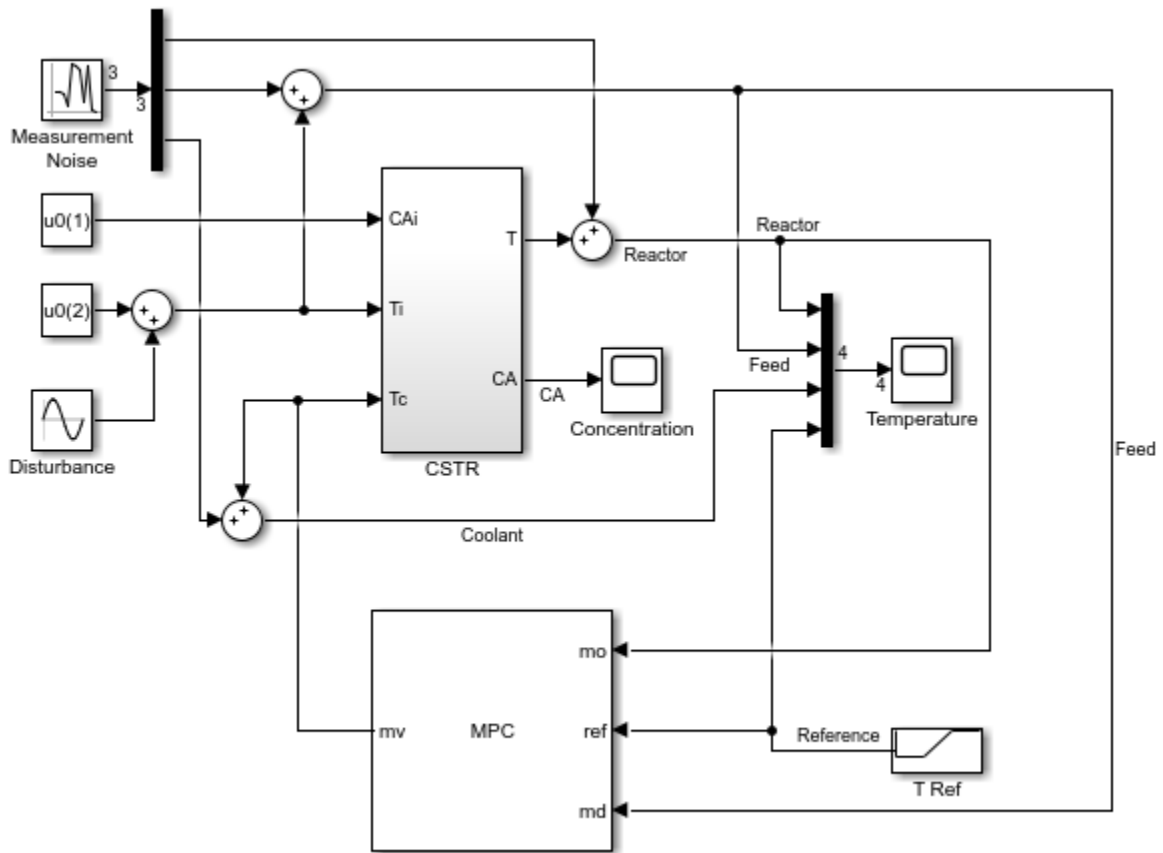 3
3
Measurement
Noise
u0(1)
CAi
T
Reactor
Reactor
u0(2)
Ti
Feed
4
4
Temperature
Tc
CA
CA
Concentration
Disturbance
CSTR
Feed
Coolant
mo
mv
MPC
ref
Reference
T Ref
md
+
+
+
+
+
+
+
+